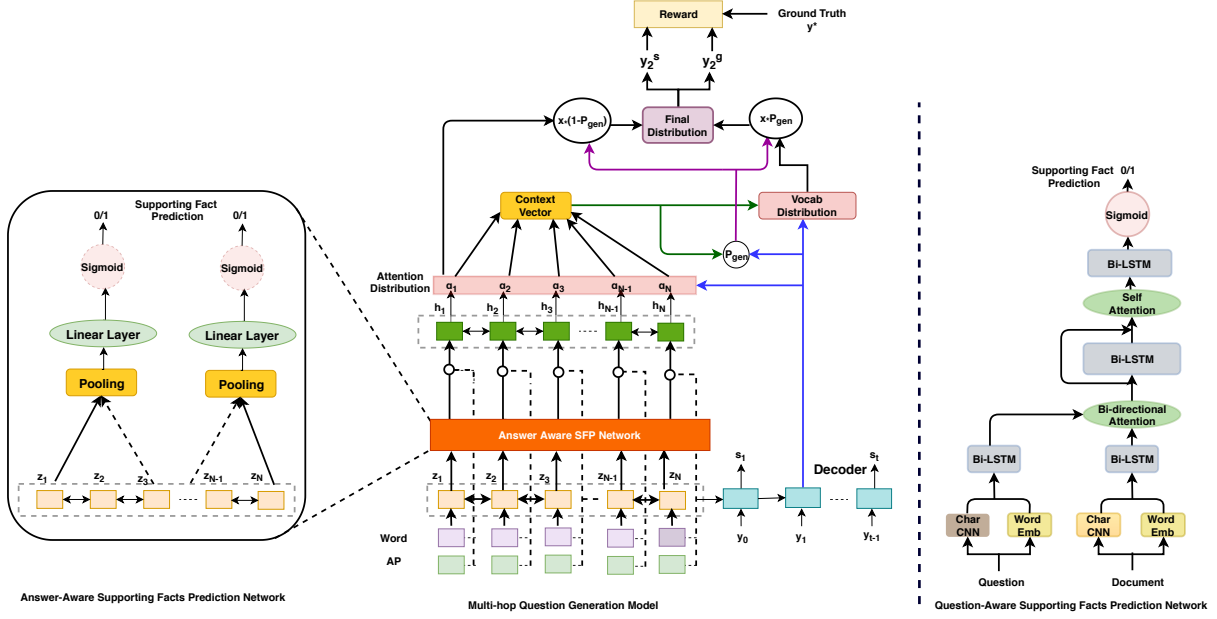 Reward
Ground Truth
y*
y₂ˢ
y₂ᵍ
x*(1-Pgen)
Final
Distribution
x*Pgen
Context
Vector
Vocab
Distribution
Pgen
Attention
Distribution
α₁ α₂ α₃ αN-1 αN
h₁ h₂ h₃ hN-1 hN
Answer Aware SFP Network
z₁ z₂ z₃ zN-1 zN
Word
AP
s₁ Decoder sₜ
y₀ y₁ yₜ₋₁
Multi-hop Question Generation Model
Supporting Fact
Prediction
0/1 0/1
Sigmoid Sigmoid
Linear Layer Linear Layer
Pooling Pooling
z₁ z₂ z₃ zN-1 zN
Answer-Aware Supporting Facts Prediction Network
Supporting Fact
Prediction
0/1
Sigmoid
Bi-LSTM
Self
Attention
Bi-LSTM
Bi-directional
Attention
Bi-LSTM Bi-LSTM
Char
CNN
Word
Emb
Char
CNN
Word
Emb
Question Document
Question-Aware Supporting Facts Prediction Network